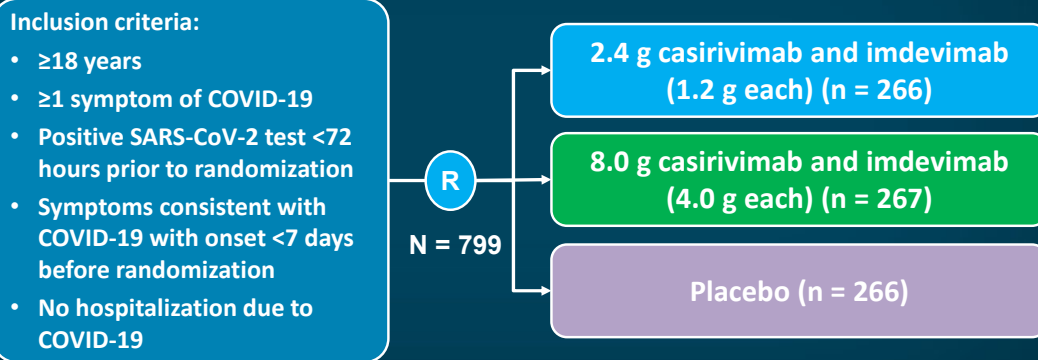 Inclusion criteria:
• ≥18 years
• ≥1 symptom of COVID-19
• Positive SARS-CoV-2 test <72
hours prior to randomization
• Symptoms consistent with
COVID-19 with onset <7 days
before randomization
• No hospitalization due to
COVID-19
R
N = 799
2.4 g casirivimab and imdevimab
(1.2 g each) (n = 266)
8.0 g casirivimab and imdevimab
(4.0 g each) (n = 267)
Placebo (n = 266)